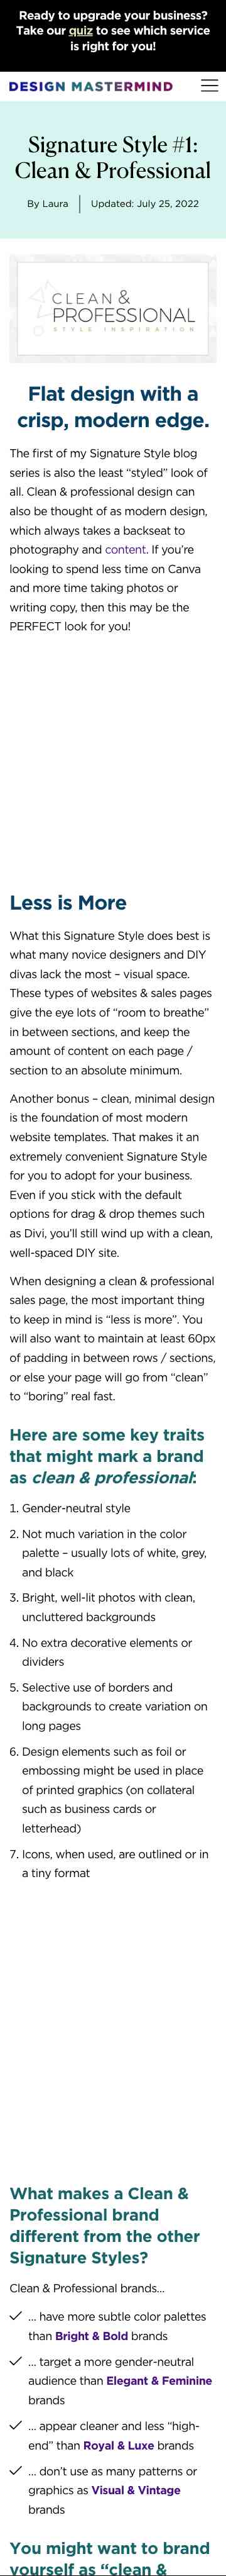 Ready to upgrade your business?
Take our quiz to see which service
is right for you!
DESIGN MASTERMIND
Signature Style #1:
Clean & Professional
By Laura
Updated: July 25, 2022
CLEAN &
PROFESSIONAL
STYLE INSPIRATION
Flat design with a
crisp, modern edge.
The first of my Signature Style blog
series is also the least “styled” look of
all. Clean & professional design can
also be thought of as modern design,
which always takes a backseat to
photography and content. If you’re
looking to spend less time on Canva
and more time taking photos or
writing copy, then this may be the
PERFECT look for you!
Less is More
What this Signature Style does best is
what many novice designers and DIY
divas lack the most – visual space.
These types of websites & sales pages
give the eye lots of “room to breathe”
in between sections, and keep the
amount of content on each page /
section to an absolute minimum.
Another bonus – clean, minimal design
is the foundation of most modern
website templates. That makes it an
extremely convenient Signature Style
for you to adopt for your business.
Even if you stick with the default
options for drag & drop themes such
as Divi, you’ll still wind up with a clean,
well-spaced DIY site.
When designing a clean & professional
sales page, the most important thing
to keep in mind is “less is more”. You
will also want to maintain at least 60px
of padding in between rows / sections,
or else your page will go from “clean”
to “boring” real fast.
Here are some key traits
that might mark a brand
as clean & professional:
1. Gender-neutral style
2. Not much variation in the color
palette – usually lots of white, grey,
and black
3. Bright, well-lit photos with clean,
uncluttered backgrounds
4. No extra decorative elements or
dividers
5. Selective use of borders and
backgrounds to create variation on
long pages
6. Design elements such as foil or
embossing might be used in place
of printed graphics (on collateral
such as business cards or
letterhead)
7. Icons, when used, are outlined or in
a tiny format
What makes a Clean &
Professional brand
different from the other
Signature Styles?
Clean & Professional brands…
… have more subtle color palettes
than Bright & Bold brands
… target a more gender-neutral
audience than Elegant & Feminine
brands
… appear cleaner and less “high-
end” than Royal & Luxe brands
… don’t use as many patterns or
graphics as Visual & Vintage
brands
You might want to brand
yourself as “clean &